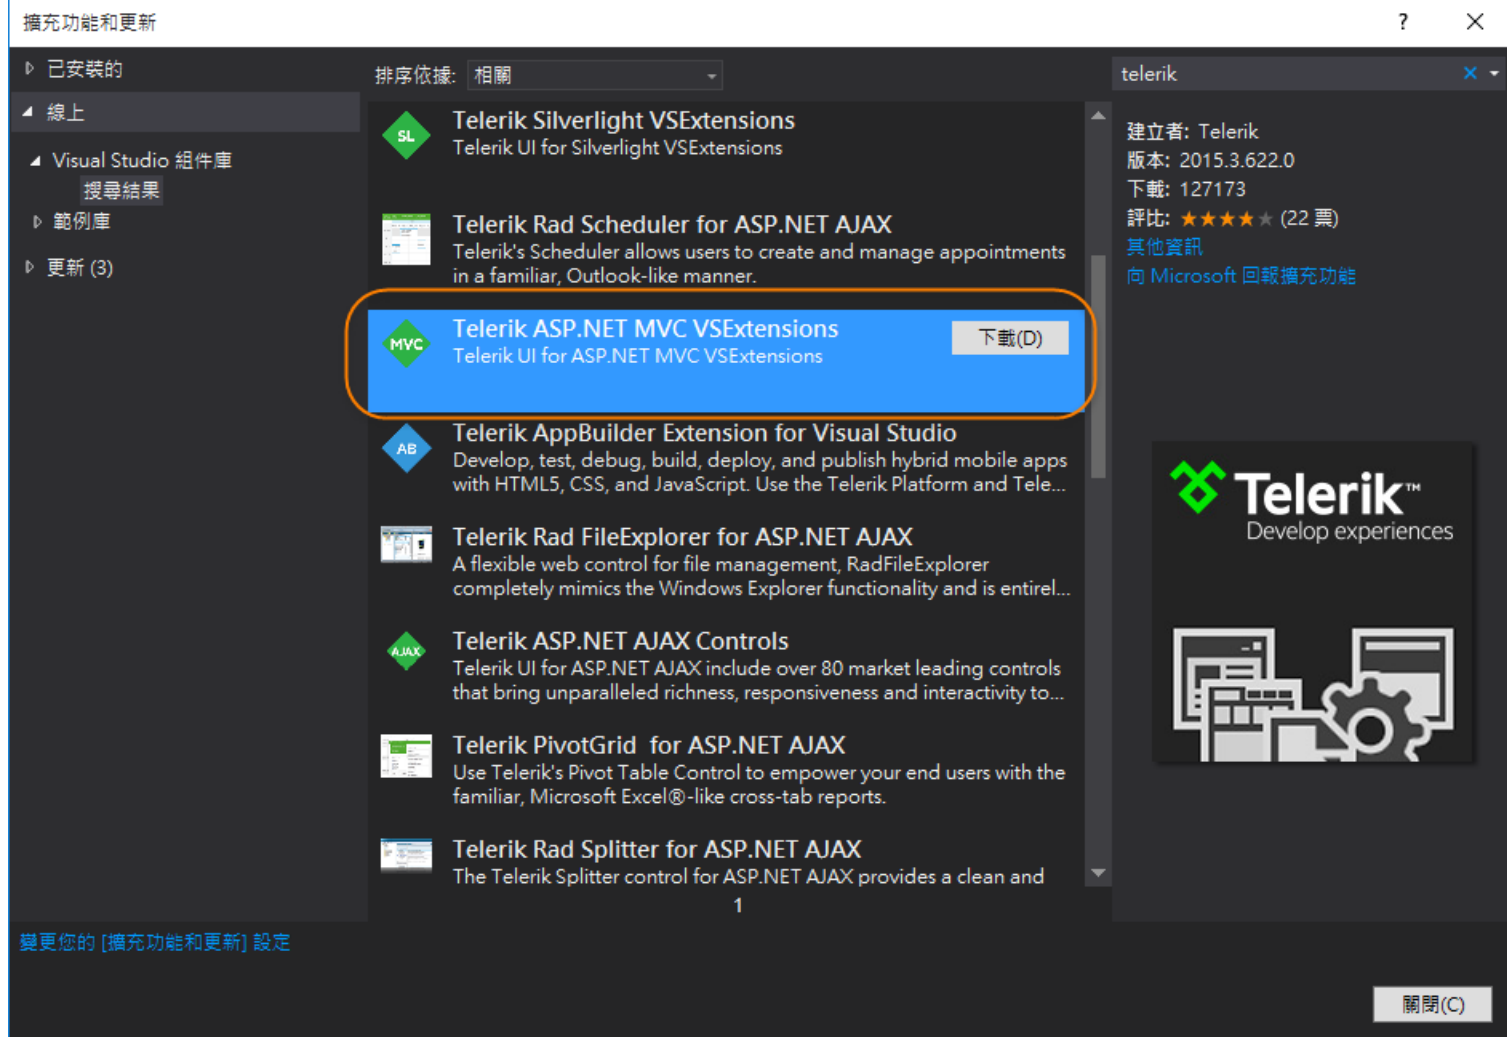 擴充功能和更新
?
已安裝的
線上
Visual Studio 組件庫
搜尋結果
範例庫
更新 (3)
排序依據: 相關
SL
Telerik Silverlight VSExtensions
Telerik UI for Silverlight VSExtensions
Telerik Rad Scheduler for ASP.NET AJAX
Telerik's Scheduler allows users to create and manage appointments
in a familiar, Outlook-like manner.
MVC
Telerik ASP.NET MVC VSExtensions
下載(D)
Telerik UI for ASP.NET MVC VSExtensions
AB
Telerik AppBuilder Extension for Visual Studio
Develop, test, debug, build, deploy, and publish hybrid mobile apps
with HTML5, CSS, and JavaScript. Use the Telerik Platform and Tele...
Telerik Rad FileExplorer for ASP.NET AJAX
A flexible web control for file management, RadFileExplorer
completely mimics the Windows Explorer functionality and is entirel...
AJAX
Telerik ASP.NET AJAX Controls
Telerik UI for ASP.NET AJAX include over 80 market leading controls
that bring unparalleled richness, responsiveness and interactivity to...
Telerik PivotGrid for ASP.NET AJAX
Use Telerik's Pivot Table Control to empower your end users with the
familiar, Microsoft Excel®-like cross-tab reports.
Telerik Rad Splitter for ASP.NET AJAX
The Telerik Splitter control for ASP.NET AJAX provides a clean and
1
telerik
建立者: Telerik
版本: 2015.3.622.0
下載: 127173
評比: ★★★★★ (22 票)
其他資訊
向 Microsoft 回報擴充功能
Telerik™
Develop experiences
變更您的 [擴充功能和更新] 設定
關閉(C)